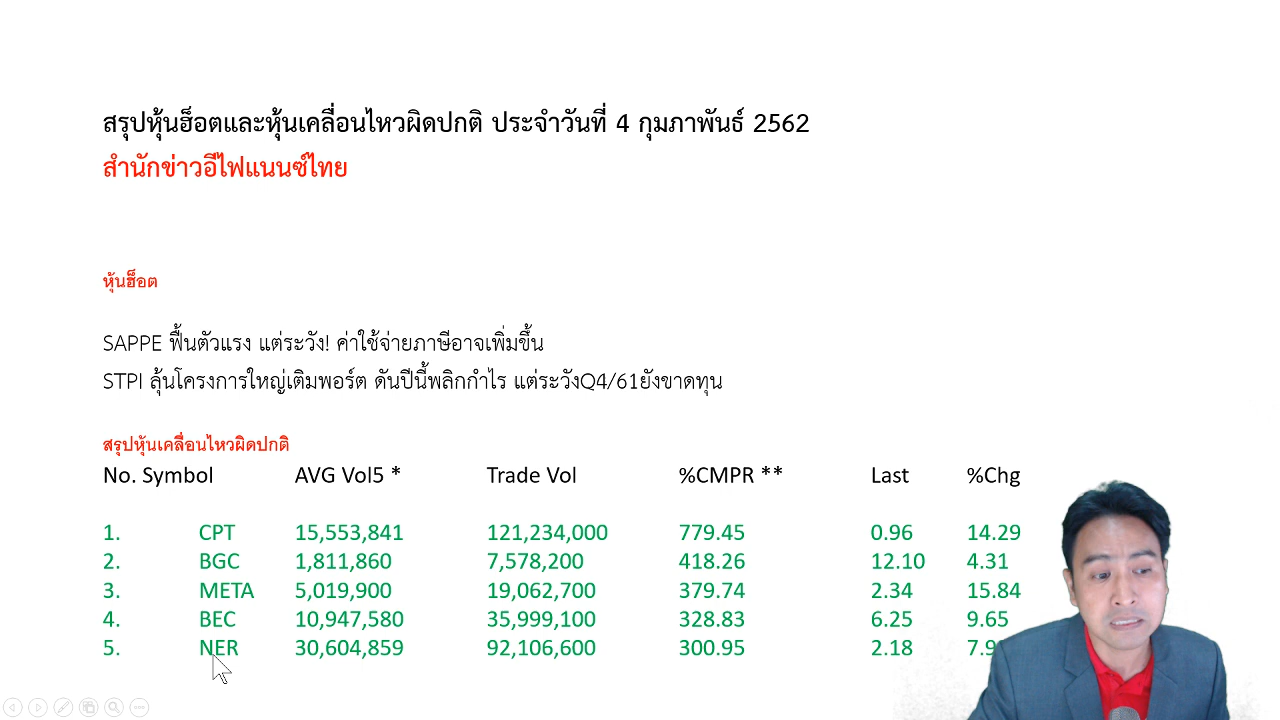 สรุปหุ้นฮ็อตและหุ้นเคลื่อนไหวผิดปกติ ประจำวันที่ 4 กุมภาพันธ์ 2562
สำนักข่าวอีไฟแนนซ์ไทย
หุ้นฮ็อต
SAPPE ฟื้นตัวแรง แต่ระวัง! ค่าใช้จ่ายภาษีอาจเพิ่มขึ้น
STPI ลุ้นโครงการใหญ่เติมพอร์ต ดันปีนี้พลิกกำไร แต่ระวังQ4/61ยังขาดทุน
สรุปหุ้นเคลื่อนไหวผิดปกติ
No. Symbol AVG Vol5 * Trade Vol %CMPR ** Last %Chg
1. CPT 15,553,841 121,234,000 779.45 0.96 14.29
2. BGC 1,811,860 7,578,200 418.26 12.10 4.31
3. META 5,019,900 19,062,700 379.74 2.34 15.84
4. BEC 10,947,580 35,999,100 328.83 6.25 9.65
5. NER 30,604,859 92,106,600 300.95 2.18